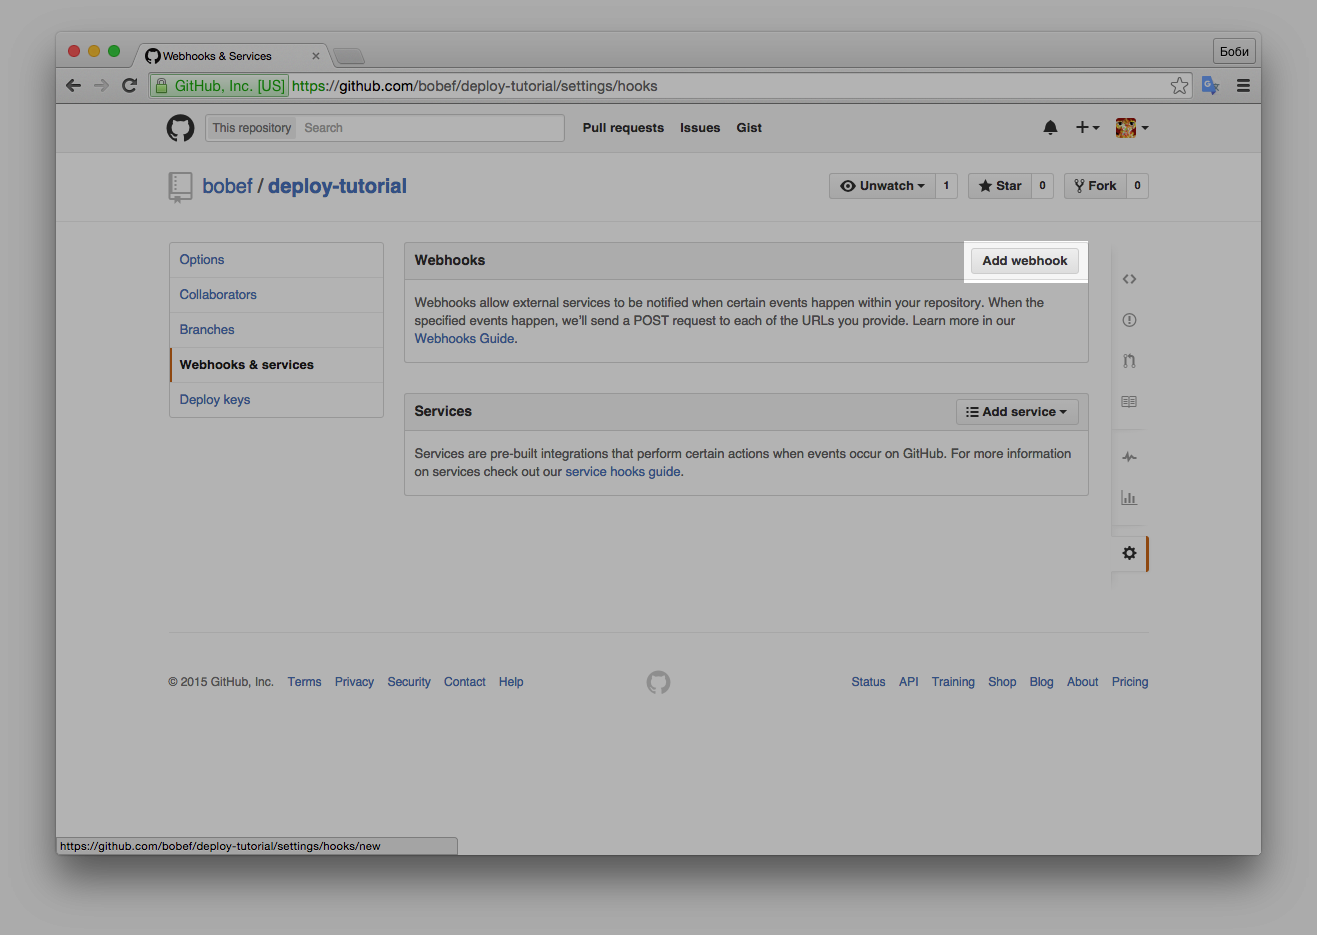 Webhooks & Services
Боби
GitHub, Inc. [US] https://github.com/bobef/deploy-tutorial/settings/hooks
This repository Search Pull requests Issues Gist
bobef / deploy-tutorial
Unwatch 1 Star 0 Fork 0
Options
Collaborators
Branches
Webhooks & services
Deploy keys
Webhooks
Add webhook
Webhooks allow external services to be notified when certain events happen within your repository. When the
specified events happen, we'll send a POST request to each of the URLs you provide. Learn more in our
Webhooks Guide.
Services
Add service
Services are pre-built integrations that perform certain actions when events occur on GitHub. For more information
on services check out our service hooks guide.
© 2015 GitHub, Inc. Terms Privacy Security Contact Help
Status API Training Shop Blog About Pricing
https://github.com/bobef/deploy-tutorial/settings/hooks/new